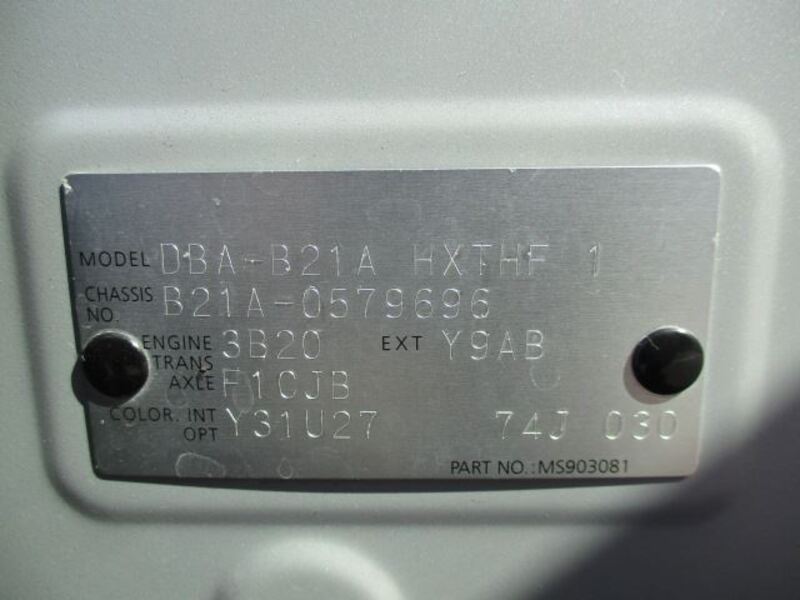 MODEL DBA-B21A HXTHF 1
CHASSIS NO. B21A-0579696
ENGINE 3B20 EXT Y9AB
TRANS AXLE F1CJB
COLOR. INT OPT Y31U27 74J 030
PART NO.:MS903081